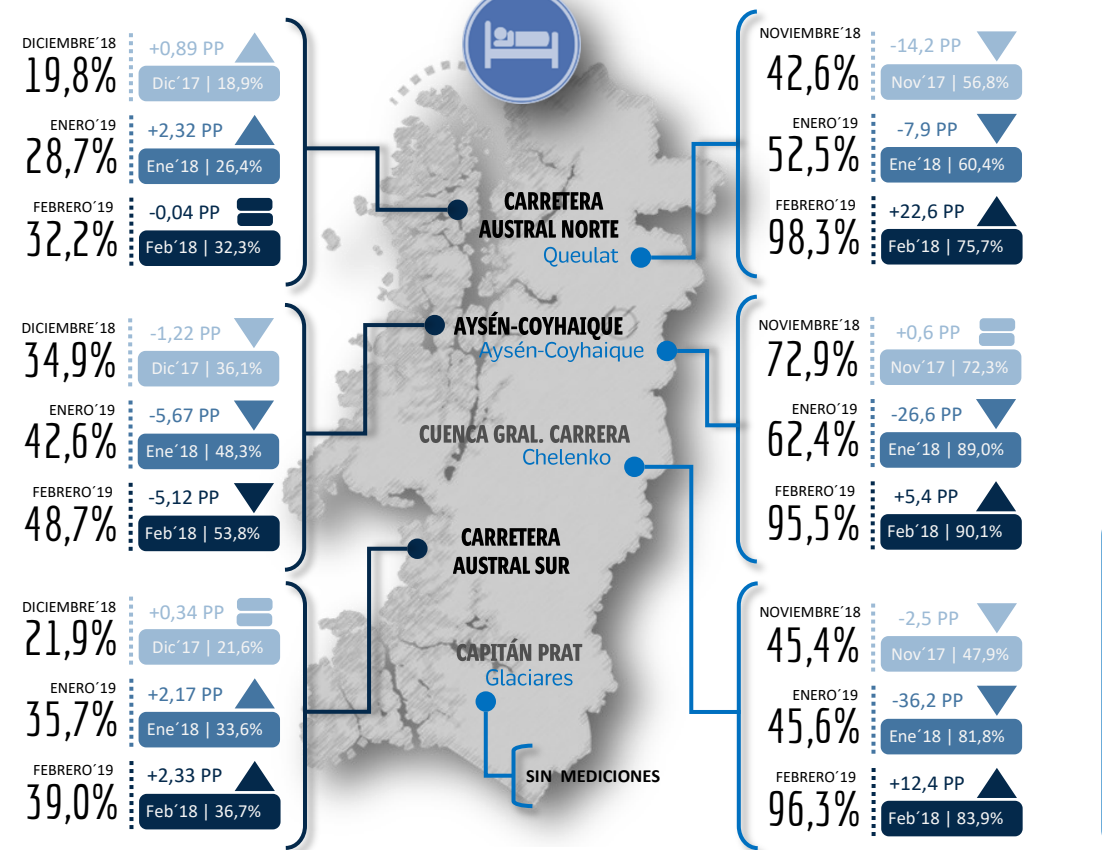 DICIEMBRE´18
19,8%
+0,89 PP
Dic´17 | 18,9%
ENERO´19
28,7%
+2,32 PP
Ene´18 | 26,4%
FEBRERO´19
32,2%
-0,04 PP
Feb´18 | 32,3%
DICIEMBRE´18
34,9%
-1,22 PP
Dic´17 | 36,1%
ENERO´19
42,6%
-5,67 PP
Ene´18 | 48,3%
FEBRERO´19
48,7%
-5,12 PP
Feb´18 | 53,8%
DICIEMBRE´18
21,9%
+0,34 PP
Dic´17 | 21,6%
ENERO´19
35,7%
+2,17 PP
Ene´18 | 33,6%
FEBRERO´19
39,0%
+2,33 PP
Feb´18 | 36,7%
CARRETERA
AUSTRAL NORTE
Queulat
AYSÉN-COYHAIQUE
Aysén-Coyhaique
CUENCA GRAL. CARRERA
Chelenko
CARRETERA
AUSTRAL SUR
CAPITÁN PRAT
Glaciares
SIN MEDICIONES
NOVIEMBRE´18
42,6%
-14,2 PP
Nov´17 | 56,8%
ENERO´19
52,5%
-7,9 PP
Ene´18 | 60,4%
FEBRERO´19
98,3%
+22,6 PP
Feb´18 | 75,7%
NOVIEMBRE´18
72,9%
+0,6 PP
Nov´17 | 72,3%
ENERO´19
62,4%
-26,6 PP
Ene´18 | 89,0%
FEBRERO´19
95,5%
+5,4 PP
Feb´18 | 90,1%
NOVIEMBRE´18
45,4%
-2,5 PP
Nov´17 | 47,9%
ENERO´19
45,6%
-36,2 PP
Ene´18 | 81,8%
FEBRERO´19
96,3%
+12,4 PP
Feb´18 | 83,9%